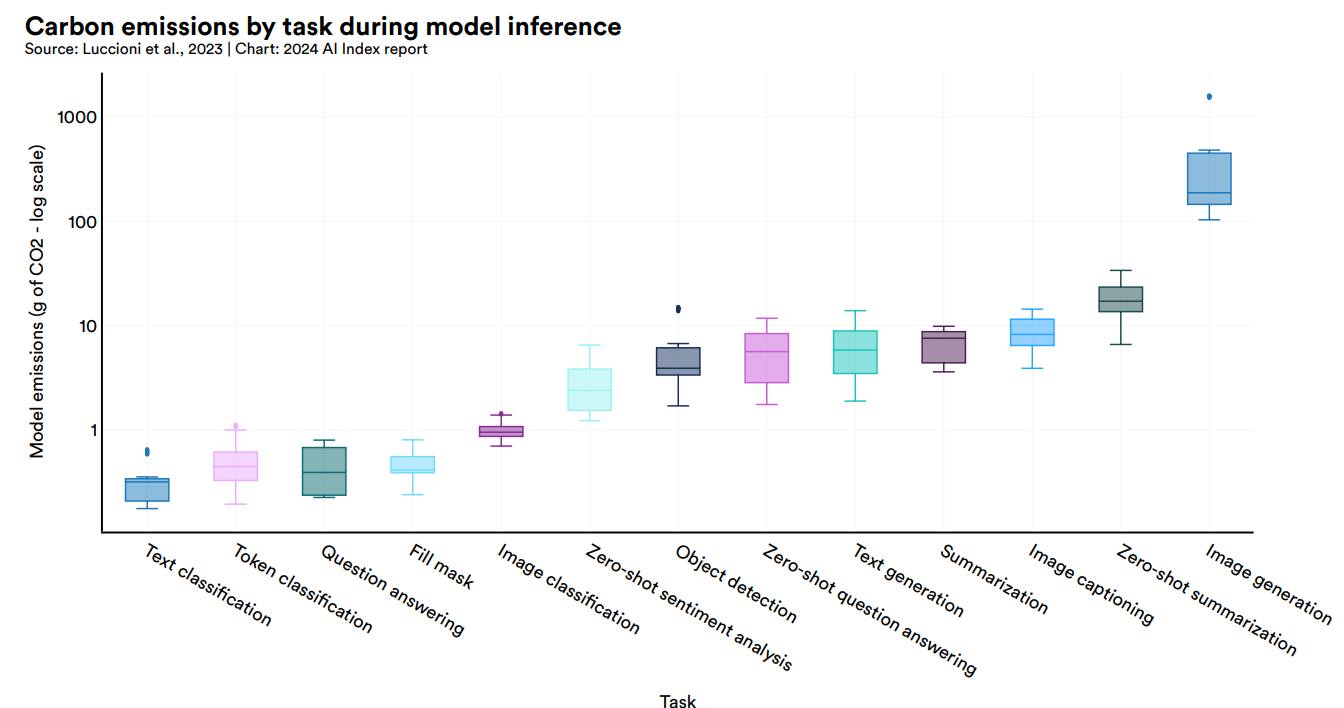 Carbon emissions by task during model inference
Source: Luccioni et al., 2023 | Chart: 2024 AI Index report
Model emissions (g of CO2 - log scale)
1000
100
10
1
Text classification
Token classification
Question answering
Fill mask
Image classification
Zero-shot sentiment analysis
Object detection
Zero-shot question answering
Text generation
Summarization
Image captioning
Zero-shot summarization
Image generation
Task